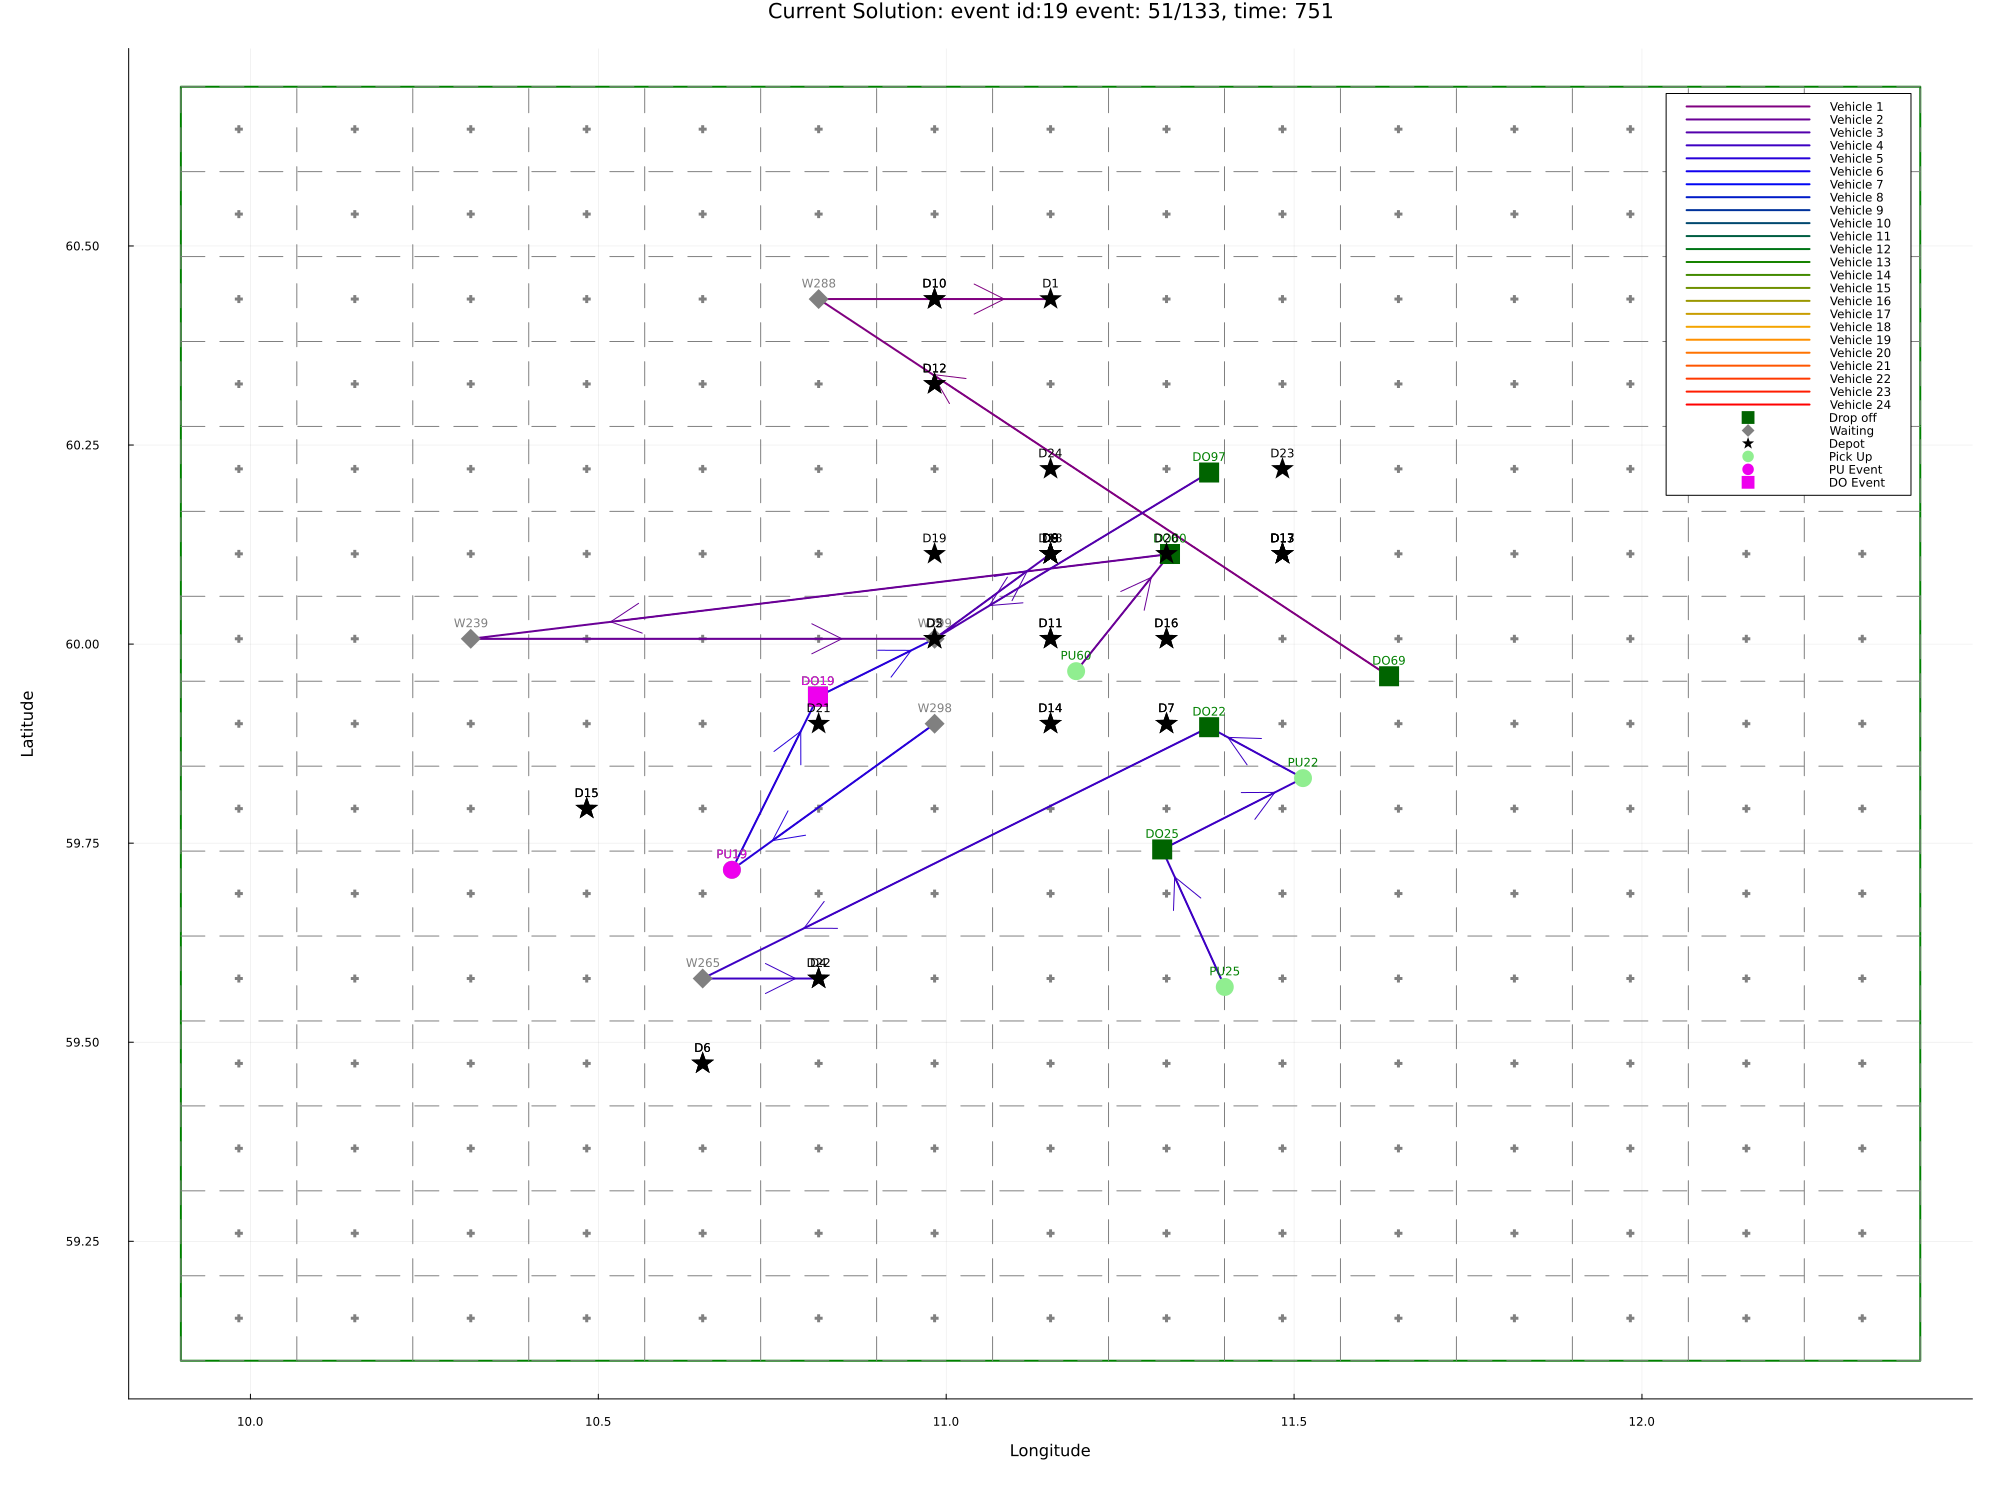 Current Solution: event id:19 event: 51/133, time: 751
Vehicle 1
Vehicle 2
Vehicle 3
Vehicle 4
Vehicle 5
Vehicle 6
Vehicle 7
Vehicle 8
Vehicle 9
Vehicle 10
Vehicle 11
Vehicle 12
Vehicle 13
Vehicle 14
Vehicle 15
Vehicle 16
Vehicle 17
Vehicle 18
Vehicle 19
Vehicle 20
Vehicle 21
Vehicle 22
Vehicle 23
Vehicle 24
Drop off
Waiting
Depot
Pick Up
PU Event
DO Event
60.50
W288
D10
D1
D12
60.25
D24
DO97
D23
D19
D20
60.00
W239
D11
D16
PU60
DO69
DO19
D21
W298
D14
D7
DO22
PU22
D15
59.75
DO25
PU19
W265
D22
PU25
59.50
D6
59.25
10.0
10.5
11.0
11.5
12.0
Latitude
Longitude